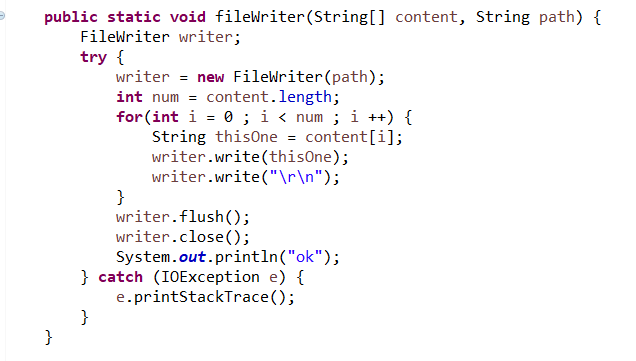 public static void fileWriter(String[] content, String path) {
    FileWriter writer;
    try {
        writer = new FileWriter(path);
        int num = content.length;
        for(int i = 0 ; i < num ; i ++) {
            String thisOne = content[i];
            writer.write(thisOne);
            writer.write("\r\n");
        }
        writer.flush();
        writer.close();
        System.out.println("ok");
    } catch (IOException e) {
        e.printStackTrace();
    }
}